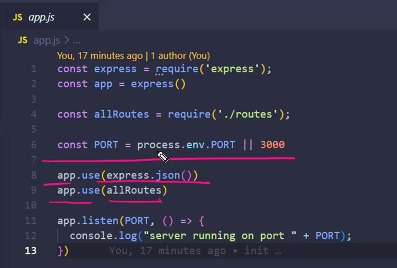 JS app.js ×
JS app.js > ...
You, 17 minutes ago | 1 author (You)
1 const express = require('express');
2 const app = express()
3
4 const allRoutes = require('./routes');
5
6 const PORT = process.env.PORT || 3000
7
8 app.use(express.json())
9 app.use(allRoutes)
10
11 app.listen(PORT, () => {
12 console.log("server running on port " + PORT);
13 }) You, 17 minutes ago • init ...